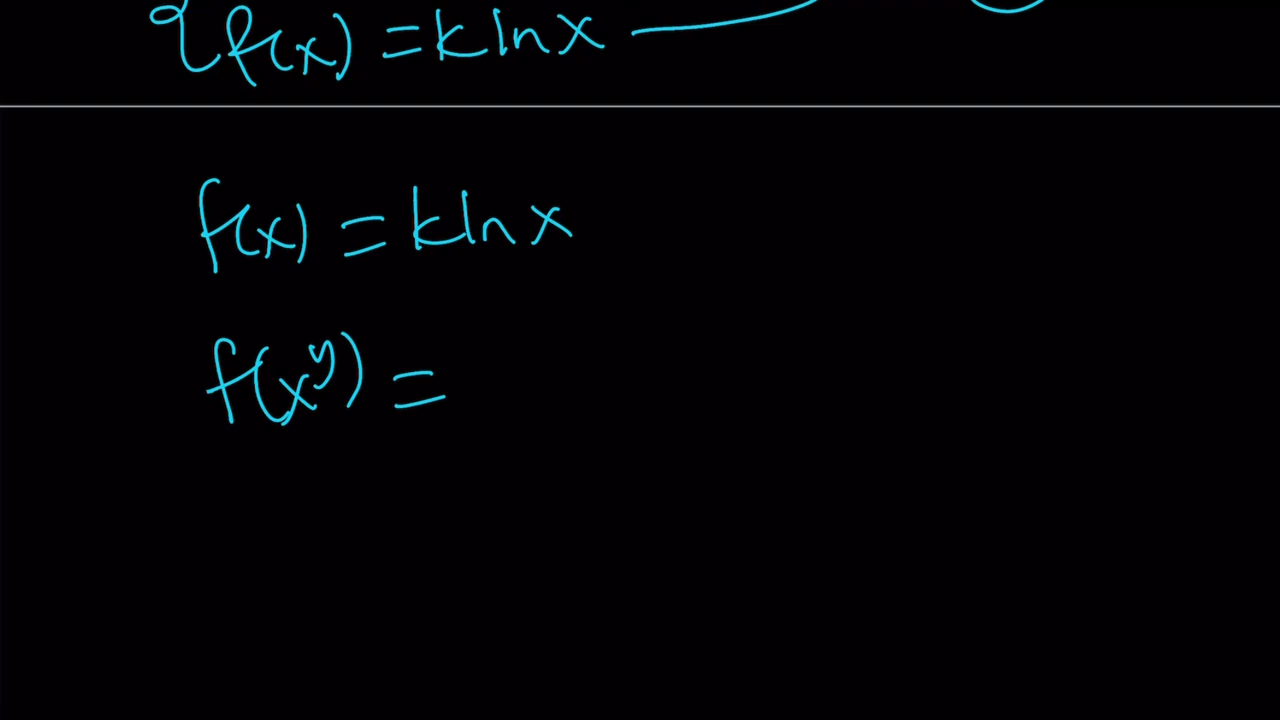 f(x) = k ln x
f(x) = k ln x
f(x^y) =